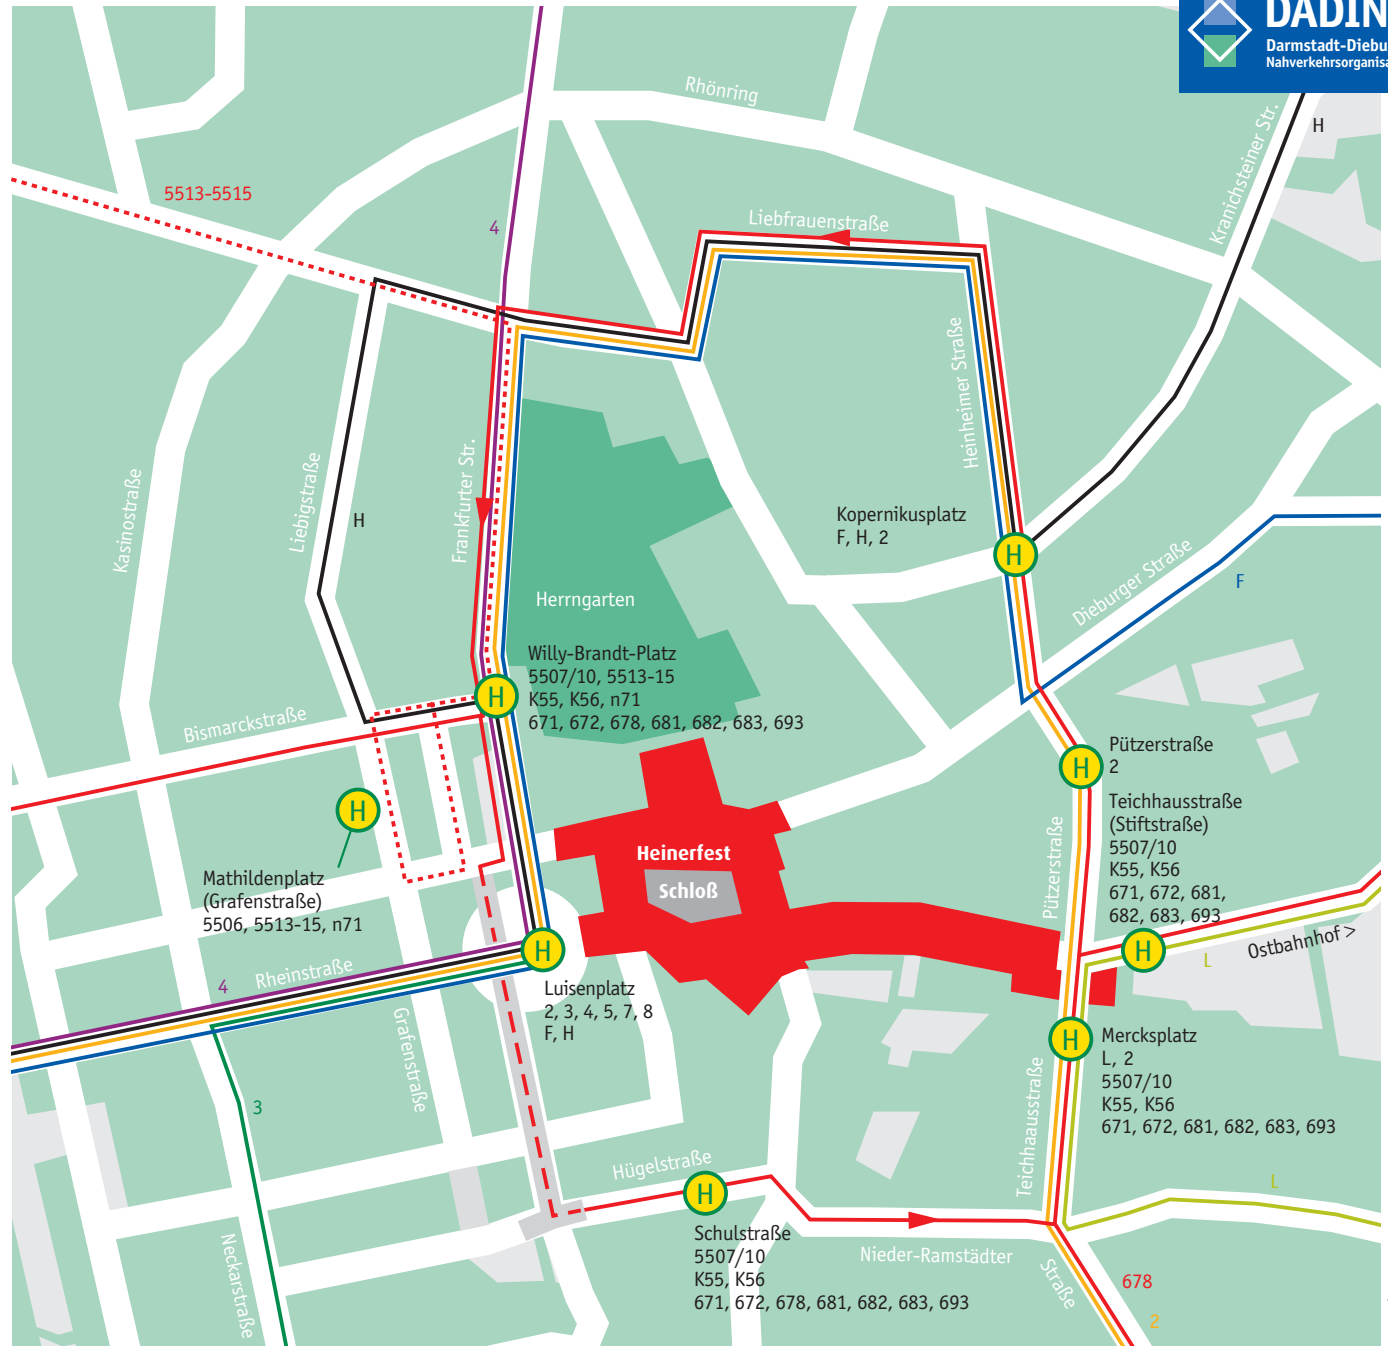 DADIN
Darmstadt-Diebu
Nahverkehrsorganisa
Rhönring
Kranichsteiner Str.
H
5513-5515
4
Liebfrauenstraße
Heinheimer Straße
Frankfurter Str.
Liebigstraße
Kasinostraße
H
Kopernikusplatz
F, H, 2
H
Dieburger Straße
F
Herrngarten
Willy-Brandt-Platz
5507/10, 5513-15
K55, K56, n71
671, 672, 678, 681, 682, 683, 693
H
Bismarckstraße
Pützerstraße
2
H
Teichhausstraße
(Stiftstraße)
5507/10
K55, K56
671, 672, 681,
682, 683, 693
H
Pützerstraße
Heinerfest
Schloß
H
Mathildenplatz
(Grafenstraße)
5506, 5513-15, n71
Ostbahnhof >
L
H
Rheinstraße
4
Luisenplatz
2, 3, 4, 5, 7, 8
F, H
Grafenstraße
H
Mercksplatz
L, 2
5507/10
K55, K56
671, 672, 681, 682, 683, 693
Teichhaausstraße
3
Hügelstraße
L
H
Schulstraße
5507/10
K55, K56
671, 672, 678, 681, 682, 683, 693
Nieder-Ramstädter
Straße
Neckarstraße
678
2